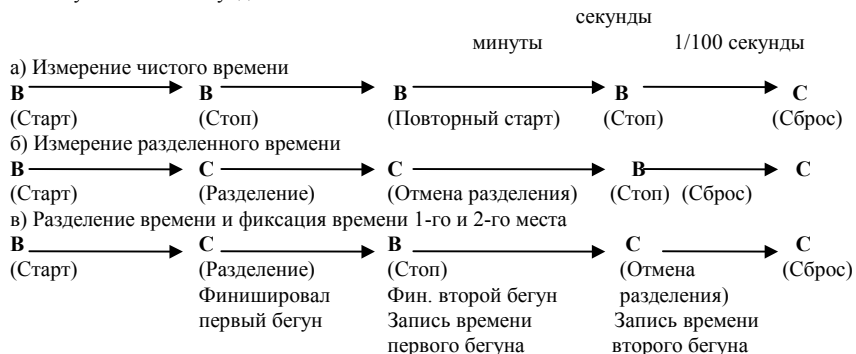 секунды
минуты 1/100 секунды
а) Измерение чистого времени
В В В В С
(Старт) (Стоп) (Повторный старт) (Стоп) (Сброс)
б) Измерение разделенного времени
В С С В С
(Старт) (Разделение) (Отмена разделения) (Стоп) (Сброс)
в) Разделение времени и фиксация времени 1-го и 2-го места
В С В С С
(Старт) (Разделение) (Стоп) (Отмена (Сброс)
Финишировал Фин. второй бегун разделения)
первый бегун Запись времени Запись времени
первого бегуна второго бегуна